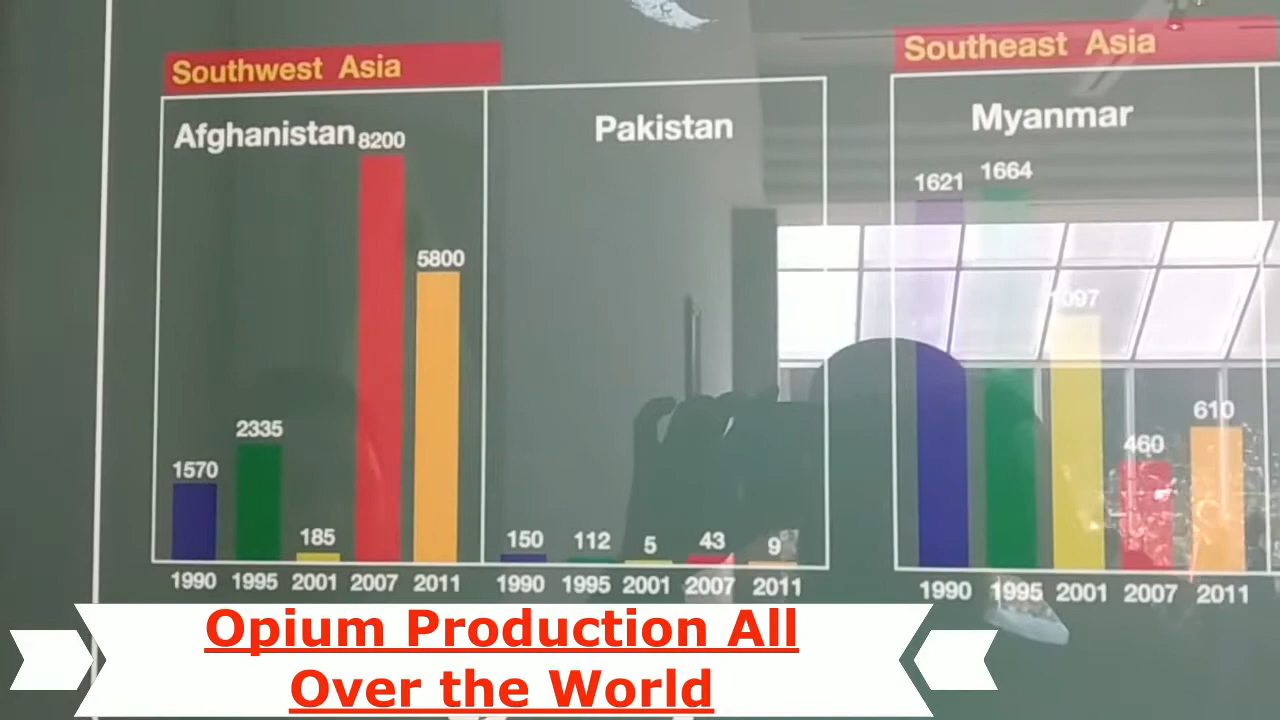 Southwest Asia
Southeast Asia
Afghanistan
Pakistan
Myanmar
8200
5800
2335
1570
185
150
112
5
43
9
1621
1664
1097
460
610
1990 1995 2001 2007 2011
1990 1995 2001 2007 2011
1990 1995 2001 2007 2011
Opium Production All
Over the World